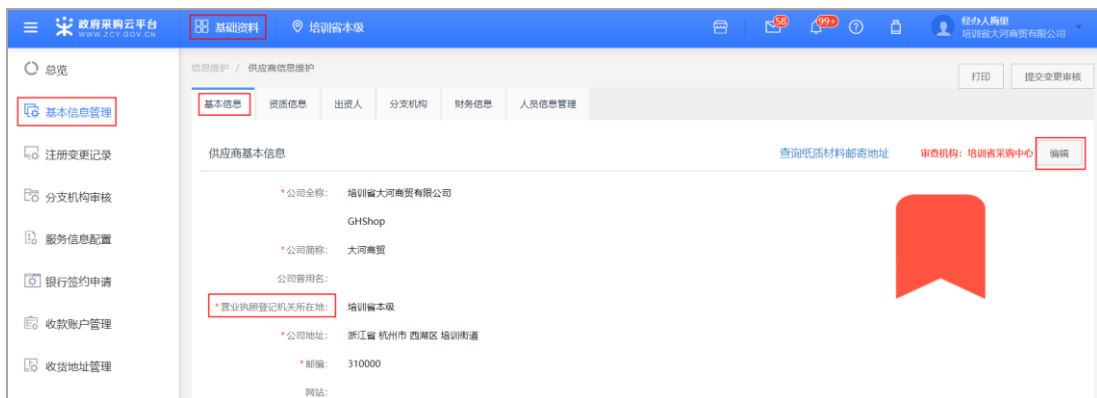 政府采购云平台
WWW.ZCY.GOV.CN
基础资料
培训省本级
58
99+
经办人梅里
培训省大河商贸有限公司
总览
基本信息管理
注册变更记录
分支机构审核
服务信息配置
银行签约申请
收款账户管理
收货地址管理
信息维护 / 供应商信息维护
打印
提交变更审核
基本信息 资质信息 出资人 分支机构 财务信息 人员信息管理
供应商基本信息
查询纸质材料邮寄地址
审查机构：培训省采购中心
编辑
*公司全称： 培训省大河商贸有限公司
GHShop
*公司简称： 大河商贸
公司曾用名：
*营业执照登记机关所在地： 培训省本级
*公司地址： 浙江省 杭州市 西湖区 培训街道
*邮编： 310000
网站：